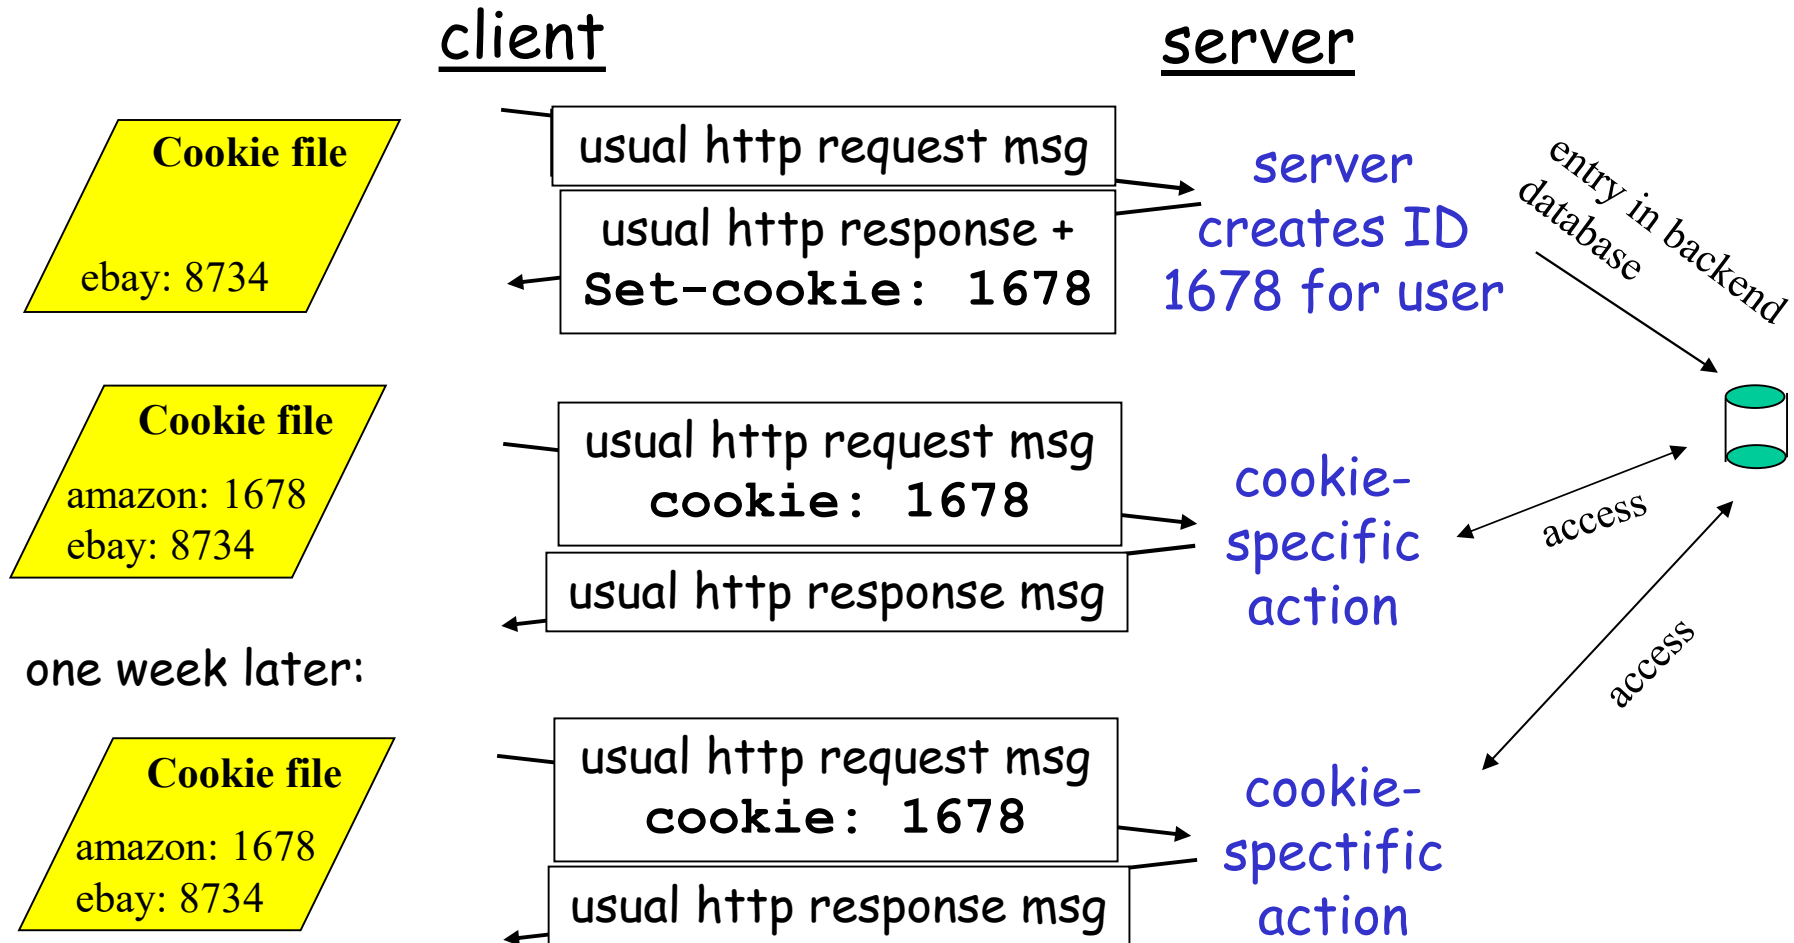 client
server
Cookie file
ebay: 8734
usual http request msg
usual http response +
Set-cookie: 1678
server
creates ID
1678 for user
entry in backend
database
Cookie file
amazon: 1678
ebay: 8734
usual http request msg
cookie: 1678
usual http response msg
cookie-
specific
action
access
access
one week later:
Cookie file
amazon: 1678
ebay: 8734
usual http request msg
cookie: 1678
usual http response msg
cookie-
spectific
action